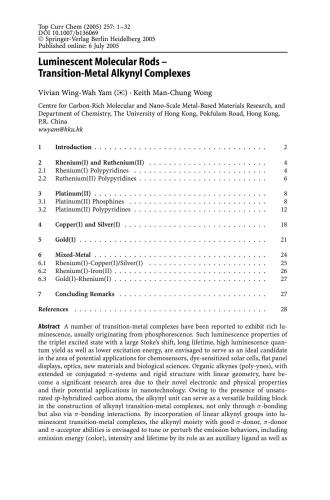 Top Curr Chem (2005) 257: 1–32
DOI 10.1007/b136069
© Springer-Verlag Berlin Heidelberg 2005
Published online: 6 July 2005
Luminescent Molecular Rods –
Transition-Metal Alkynyl Complexes
Vivian Wing-Wah Yam (✉) · Keith Man-Chung Wong
Centre for Carbon-Rich Molecular and Nano-Scale Metal-Based Materials Research, and
Department of Chemistry, The University of Hong Kong, Pokfulam Road, Hong Kong,
P.R. China
wwyam@hku.hk
1 Introduction . . . . . . . . . . . . . . . . . . . . . . . . . . . . . . . 2
2 Rhenium(I) and Ruthenium(II) . . . . . . . . . . . . . . . . . . . . . 4
2.1 Rhenium(I) Polypyridines . . . . . . . . . . . . . . . . . . . . . . . . 4
2.2 Ruthenium(II) Polypyridines . . . . . . . . . . . . . . . . . . . . . . . 6
3 Platinum(II) . . . . . . . . . . . . . . . . . . . . . . . . . . . . . . . 8
3.1 Platinum(II) Phosphines . . . . . . . . . . . . . . . . . . . . . . . . . 8
3.2 Platinum(II) Polypyridines . . . . . . . . . . . . . . . . . . . . . . . . 12
4 Copper(I) and Silver(I) . . . . . . . . . . . . . . . . . . . . . . . . . . 18
5 Gold(I) . . . . . . . . . . . . . . . . . . . . . . . . . . . . . . . . . . 21
6 Mixed-Metal . . . . . . . . . . . . . . . . . . . . . . . . . . . . . . . 24
6.1 Rhenium(I)-Copper(I)/Silver(I) . . . . . . . . . . . . . . . . . . . . . 25
6.2 Rhenium(I)-Iron(II) . . . . . . . . . . . . . . . . . . . . . . . . . . . . 26
6.3 Gold(I)-Rhenium(I) . . . . . . . . . . . . . . . . . . . . . . . . . . . . 27
7 Concluding Remarks . . . . . . . . . . . . . . . . . . . . . . . . . . . 27
References . . . . . . . . . . . . . . . . . . . . . . . . . . . . . . . . . . . 28
Abstract A number of transition-metal complexes have been reported to exhibit rich lu-
minescence, usually originating from phosphorescence. Such luminescence properties of
the triplet excited state with a large Stoke's shift, long lifetime, high luminescence quan-
tum yield as well as lower excitation energy, are envisaged to serve as an ideal candidate
in the area of potential applications for chemosensors, dye-sensitized solar cells, flat panel
displays, optics, new materials and biological sciences. Organic alkynes (poly-ynes), with
extended or conjugated π-systems and rigid structure with linear geometry, have be-
come a significant research area due to their novel electronic and physical properties
and their potential applications in nanotechnology. Owing to the presence of unsatu-
rated sp-hybridized carbon atoms, the alkynyl unit can serve as a versatile building block
in the construction of alkynyl transition-metal complexes, not only through σ-bonding
but also via π-bonding interactions. By incorporation of linear alkynyl groups into lu-
minescent transition-metal complexes, the alkynyl moiety with good σ-donor, π-donor
and π-acceptor abilities is envisaged to tune or perturb the emission behaviors, including
emission energy (color), intensity and lifetime by its role as an auxiliary ligand as well as